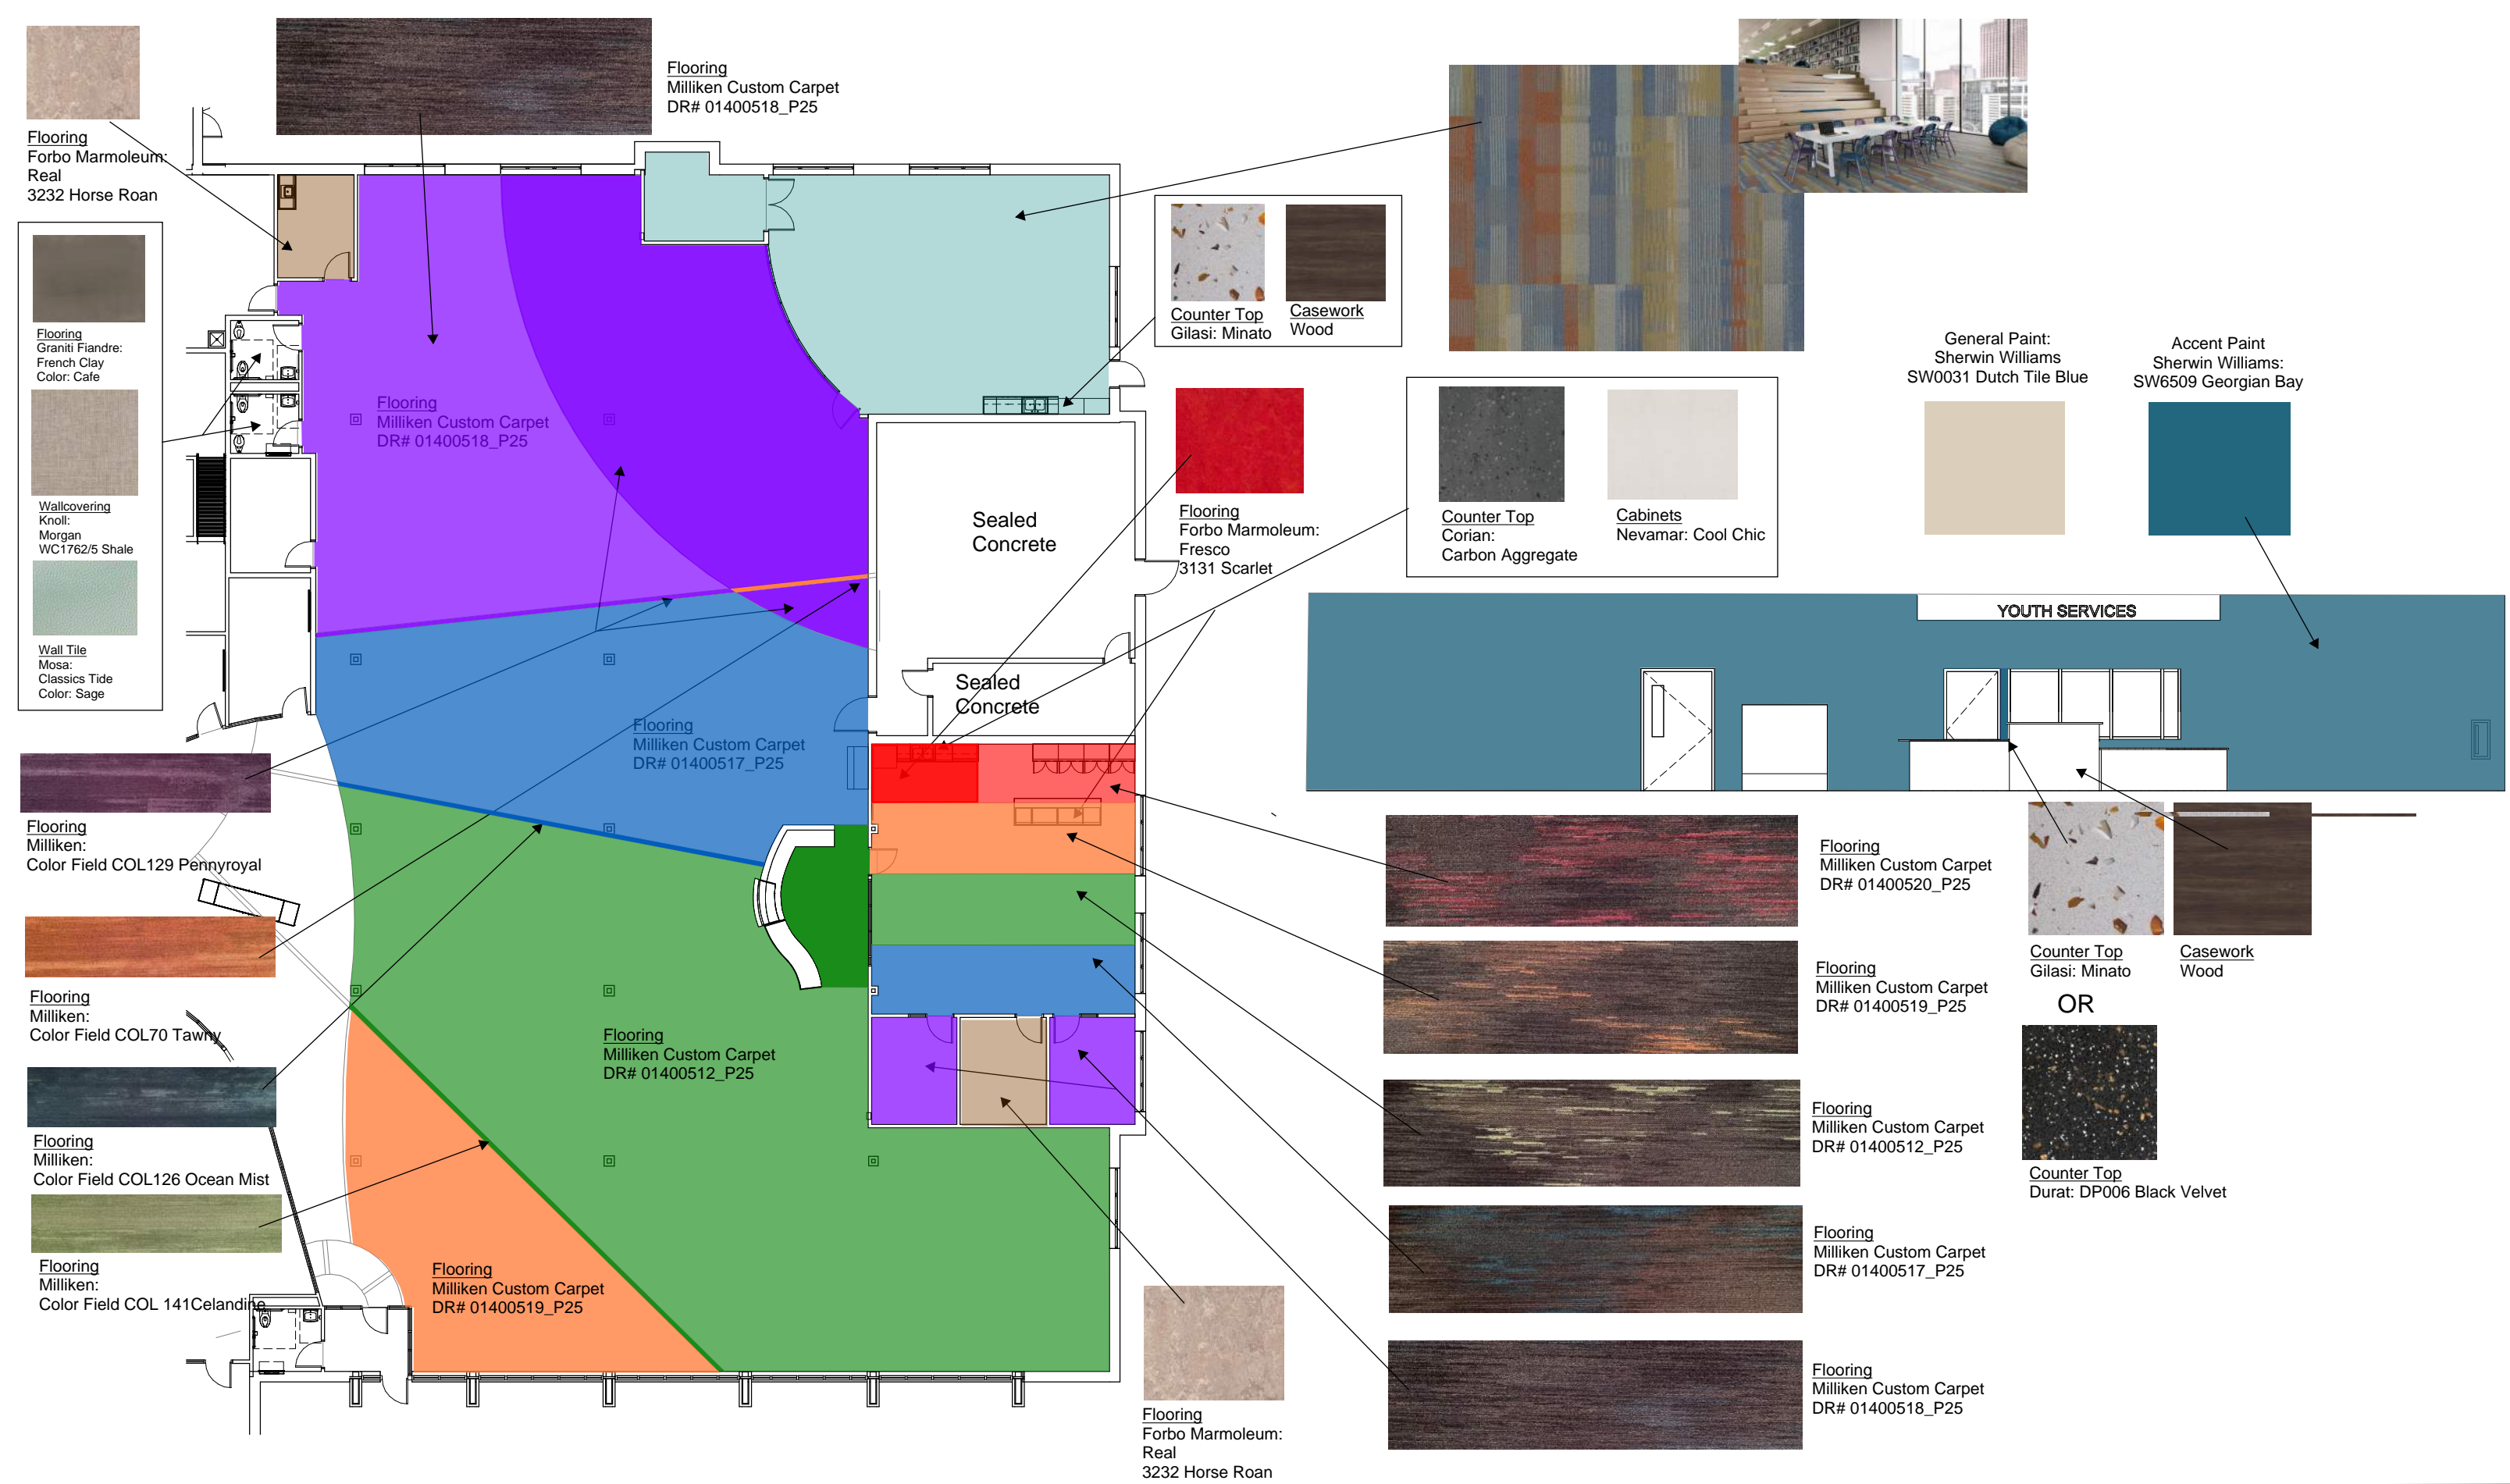 Flooring
Milliken Custom Carpet
DR# 01400518_P25
Flooring
Forbo Marmoleum:
Real
3232 Horse Roan
Flooring
Graniti Fiandre:
French Clay
Color: Cafe
Wallcovering
Knoll:
Morgan
WC1762/5 Shale
Wall Tile
Mosa:
Classics Tide
Color: Sage
Flooring
Milliken Custom Carpet
DR# 01400518_P25
Counter Top
Gilasi: Minato
Casework
Wood
General Paint:
Sherwin Williams
SW0031 Dutch Tile Blue
Accent Paint
Sherwin Williams:
SW6509 Georgian Bay
Flooring
Forbo Marmoleum:
Fresco
3131 Scarlet
Counter Top
Corian:
Carbon Aggregate
Cabinets
Nevamar: Cool Chic
Sealed
Concrete
Sealed
Concrete
YOUTH SERVICES
Flooring
Milliken Custom Carpet
DR# 01400517_P25
Flooring
Milliken:
Color Field COL129 Pennyroyal
Flooring
Milliken:
Color Field COL70 Tawny
Flooring
Milliken:
Color Field COL126 Ocean Mist
Flooring
Milliken:
Color Field COL 141Celandine
Flooring
Milliken Custom Carpet
DR# 01400512_P25
Flooring
Milliken Custom Carpet
DR# 01400519_P25
Flooring
Milliken Custom Carpet
DR# 01400520_P25
Flooring
Milliken Custom Carpet
DR# 01400519_P25
Flooring
Milliken Custom Carpet
DR# 01400512_P25
Flooring
Milliken Custom Carpet
DR# 01400517_P25
Flooring
Milliken Custom Carpet
DR# 01400518_P25
Counter Top
Gilasi: Minato
Casework
Wood
OR
Counter Top
Durat: DP006 Black Velvet
Flooring
Forbo Marmoleum:
Real
3232 Horse Roan